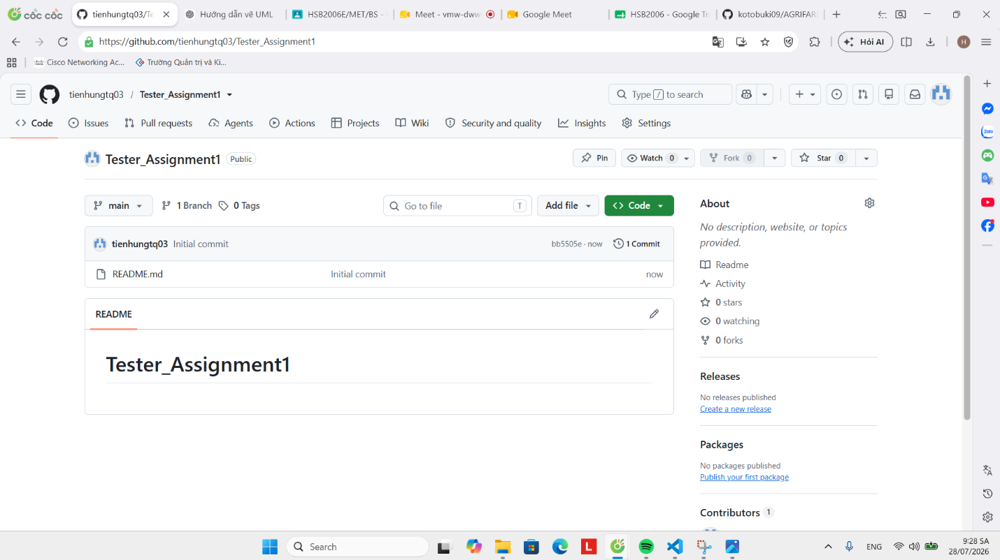 cốc cốc
tienhungtq03/Te
Hướng dẫn vẽ UML
HSB2006E/MET/BS -
Meet - vmw-dww
Google Meet
HSB2006 - Google Tr
kotobuki09/AGRIFAR
https://github.com/tienhungtq03/Tester_Assignment1
Hỏi AI
H
Cisco Networking Ac...
Trường Quản trị và Ki...
tienhungtq03 / Tester_Assignment1
Type / to search
Code
Issues
Pull requests
Agents
Actions
Projects
Wiki
Security and quality
Insights
Settings
Tester_Assignment1 Public
Pin
Watch 0
Fork 0
Star 0
main
1 Branch
0 Tags
Go to file T
Add file
Code
tienhungtq03 Initial commit
bb5505e · now
1 Commit
README.md
Initial commit
now
README
Tester_Assignment1
About
No description, website, or topics
provided.
Readme
Activity
0 stars
0 watching
0 forks
Releases
No releases published
Create a new release
Packages
No packages published
Publish your first package
Contributors 1
Zalo
Search
L
ENG
9:28 SA
28/07/2026